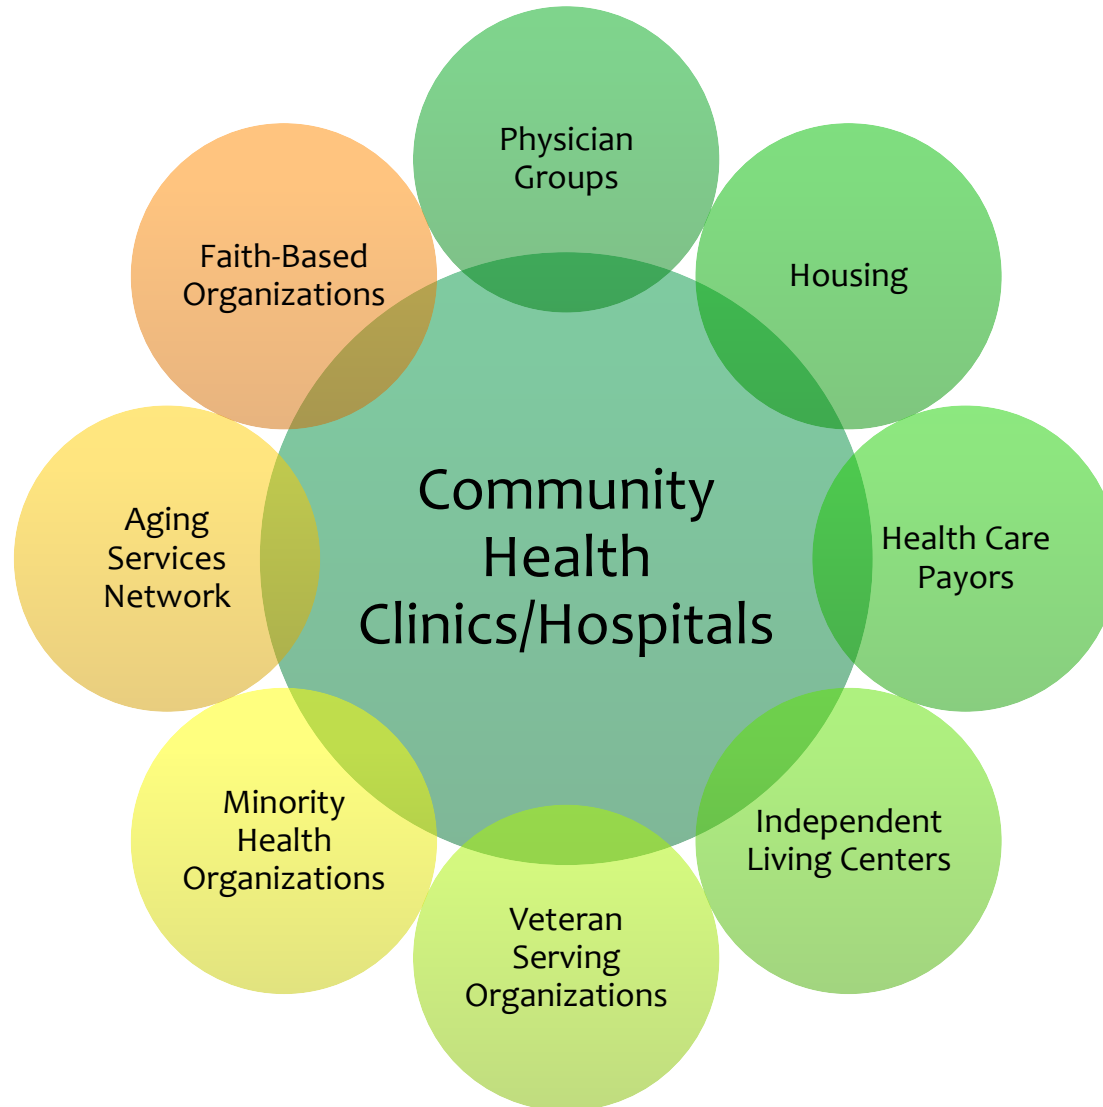 Physician
Groups
Housing
Health Care
Payors
Independent
Living Centers
Veteran
Serving
Organizations
Minority
Health
Organizations
Aging
Services
Network
Faith-Based
Organizations
Community
Health
Clinics/Hospitals